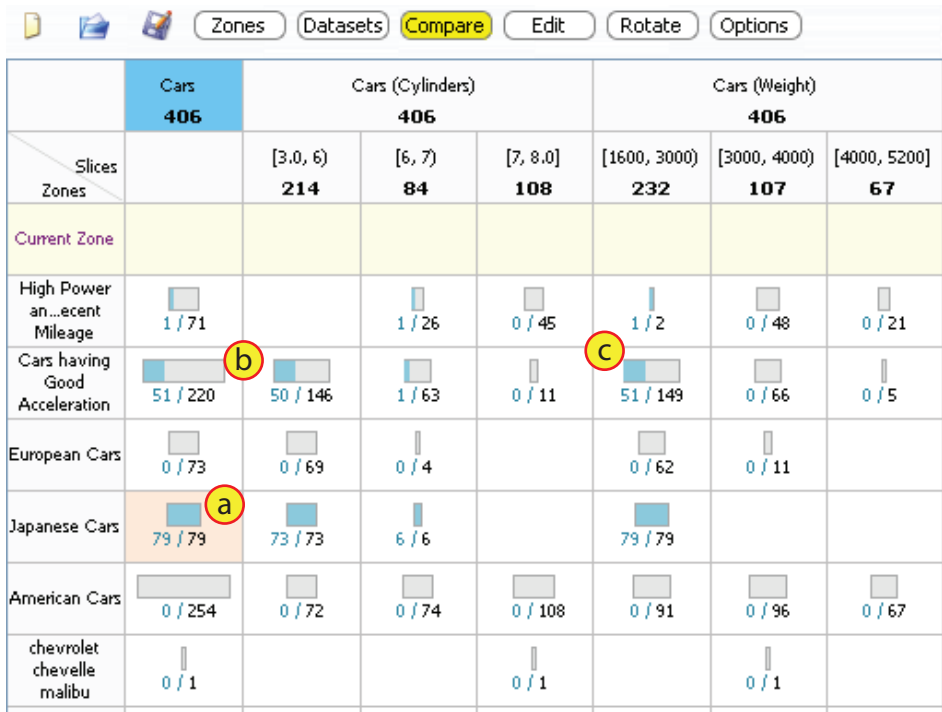 Zones Datasets Compare Edit Rotate Options
Cars Cars (Cylinders) Cars (Weight)
406 406 406
Slices [3.0, 6) [6, 7) [7, 8.0] [1600, 3000) [3000, 4000) [4000, 5200]
Zones 214 84 108 232 107 67
Current Zone
High Power
an...ecent
Mileage
1 / 71 1 / 26 0 / 45 1 / 2 0 / 48 0 / 21
b c
Cars having
Good
Acceleration
51 / 220 50 / 146 1 / 63 0 / 11 51 / 149 0 / 66 0 / 5
European Cars
0 / 73 0 / 69 0 / 4 0 / 62 0 / 11
a
Japanese Cars
79 / 79 73 / 73 6 / 6 79 / 79
American Cars
0 / 254 0 / 72 0 / 74 0 / 108 0 / 91 0 / 96 0 / 67
chevrolet
chevelle
malibu
0 / 1 0 / 1 0 / 1